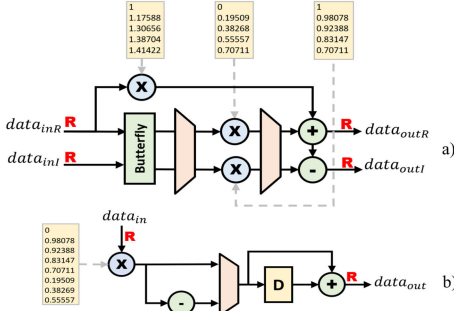 1
1.17588
1.30656
1.38704
1.41422
0
0.19509
0.38268
0.55557
0.70711
1
0.98078
0.92388
0.83147
0.70711
X
data_inR R
Butterfly
X
+
R data_outR
data_inI R
X
-
R data_outI
a)
data_in
R
0
0.98078
0.92388
0.83147
0.70711
0.19509
0.38269
0.55557
X
-
D
+
R data_out
b)